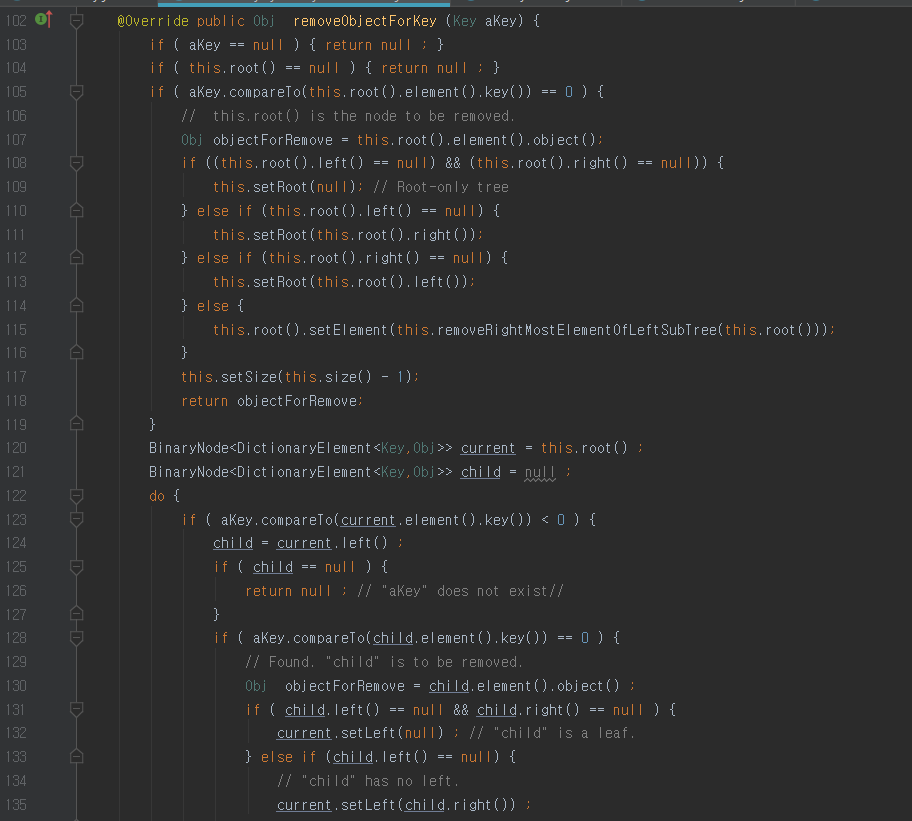 102 @Override public Obj removeObjectForKey (Key aKey) {
103 if ( aKey == null ) { return null ; }
104 if ( this.root() == null ) { return null ; }
105 if ( aKey.compareTo(this.root().element().key()) == 0 ) {
106 // this.root() is the node to be removed.
107 Obj objectForRemove = this.root().element().object();
108 if ((this.root().left() == null) && (this.root().right() == null)) {
109 this.setRoot(null); // Root-only tree
110 } else if (this.root().left() == null) {
111 this.setRoot(this.root().right());
112 } else if (this.root().right() == null) {
113 this.setRoot(this.root().left());
114 } else {
115 this.root().setElement(this.removeRightMostElementOfLeftSubTree(this.root()));
116 }
117 this.setSize(this.size() - 1);
118 return objectForRemove;
119 }
120 BinaryNode<DictionaryElement<Key,Obj>> current = this.root() ;
121 BinaryNode<DictionaryElement<Key,Obj>> child = null ;
122 do {
123 if ( aKey.compareTo(current.element().key()) < 0 ) {
124 child = current.left() ;
125 if ( child == null ) {
126 return null ; // "aKey" does not exist//
127 }
128 if ( aKey.compareTo(child.element().key()) == 0 ) {
129 // Found. "child" is to be removed.
130 Obj objectForRemove = child.element().object() ;
131 if ( child.left() == null && child.right() == null ) {
132 current.setLeft(null) ; // "child" is a leaf.
133 } else if (child.left() == null) {
134 // "child" has no left.
135 current.setLeft(child.right()) ;